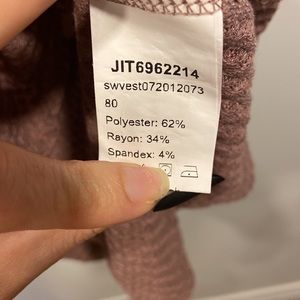 JIT6962214
swvest072012073
80
Polyester: 62%
Rayon: 34%
Spandex: 4%